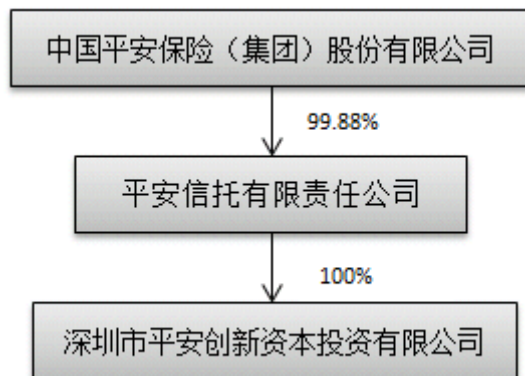 中国平安保险（集团）股份有限公司
99.88%
平安信托有限责任公司
100%
深圳市平安创新资本投资有限公司